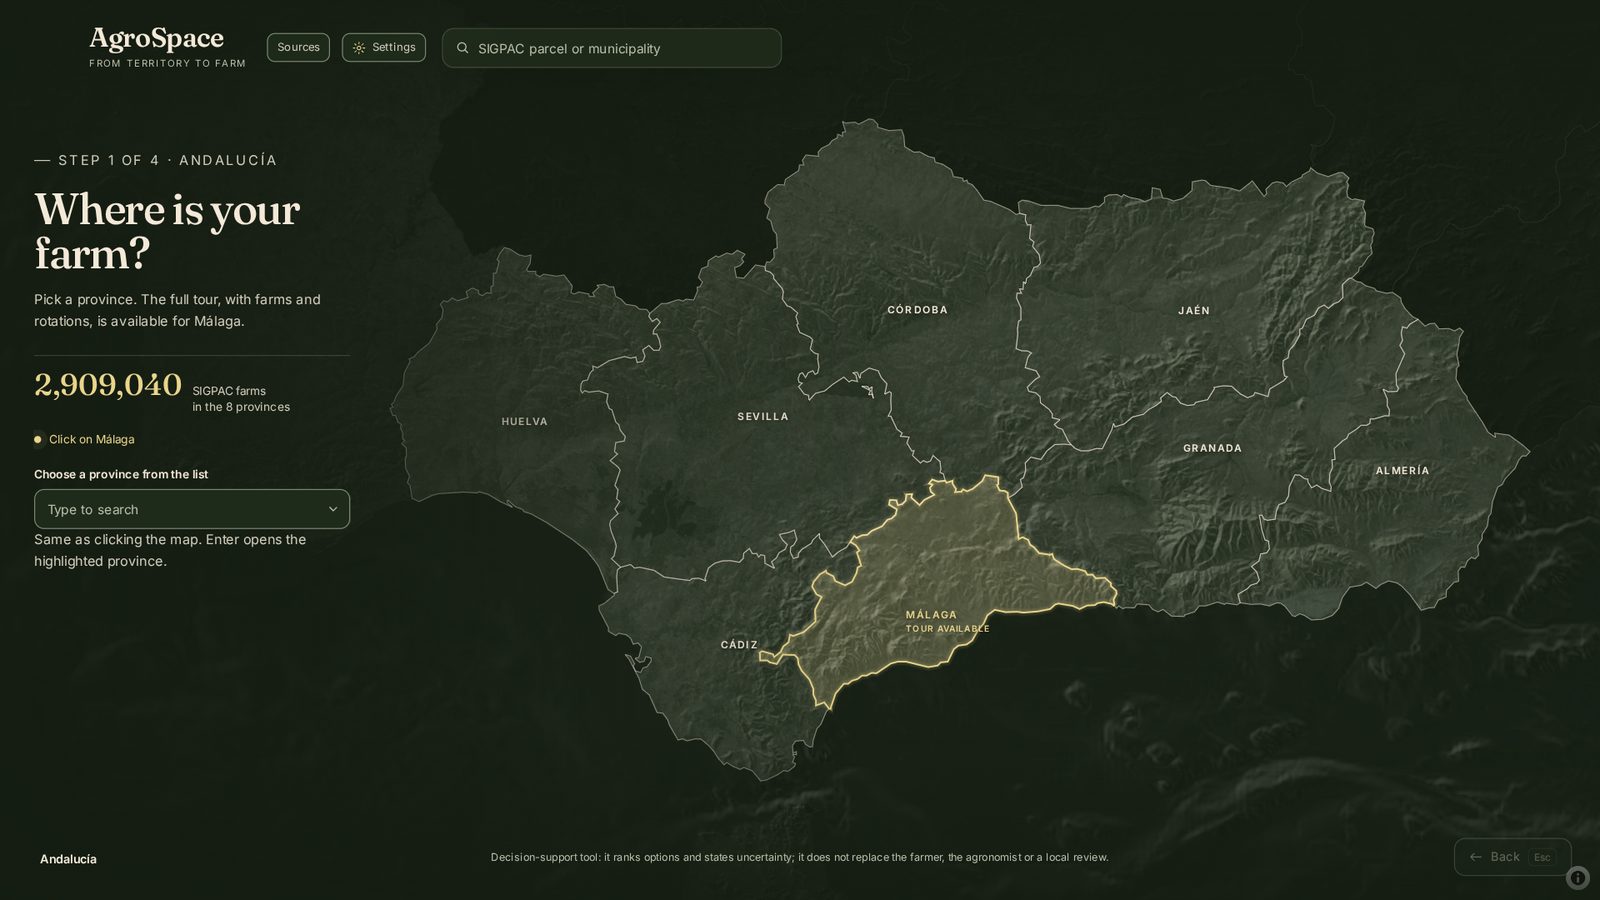 AgroSpace
FROM TERRITORY TO FARM
Sources
Settings
SIGPAC parcel or municipality
— STEP 1 OF 4 · ANDALUCÍA
Where is your
farm?
Pick a province. The full tour, with farms and
rotations, is available for Málaga.
2,909,040
SIGPAC farms
in the 8 provinces
Click on Málaga
Choose a province from the list
Type to search
Same as clicking the map. Enter opens the
highlighted province.
CÓRDOBA
JAÉN
HUELVA
SEVILLA
GRANADA
ALMERÍA
MÁLAGA
TOUR AVAILABLE
CÁDIZ
Andalucía
Decision-support tool: it ranks options and states uncertainty; it does not replace the farmer, the agronomist or a local review.
← Back Esc